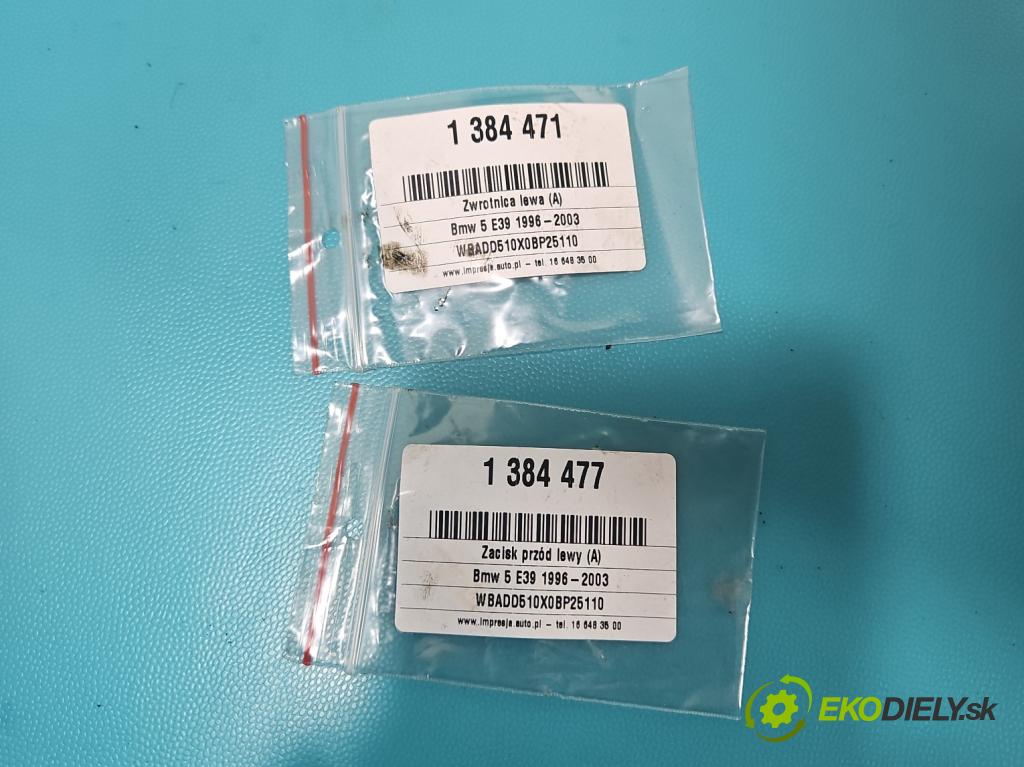 1 384 471
Zwrotnica lewa (A)
Bmw 5 E39 1996-2003
WBADD510X0BP25110
www.impresja.auto.pl - tel. 16 648 35 00
1 384 477
Zacisk przód lewy (A)
Bmw 5 E39 1996-2003
WBADD510X0BP25110
www.impresja.auto.pl - tel. 16 648 35 00
EKODIELY.sk